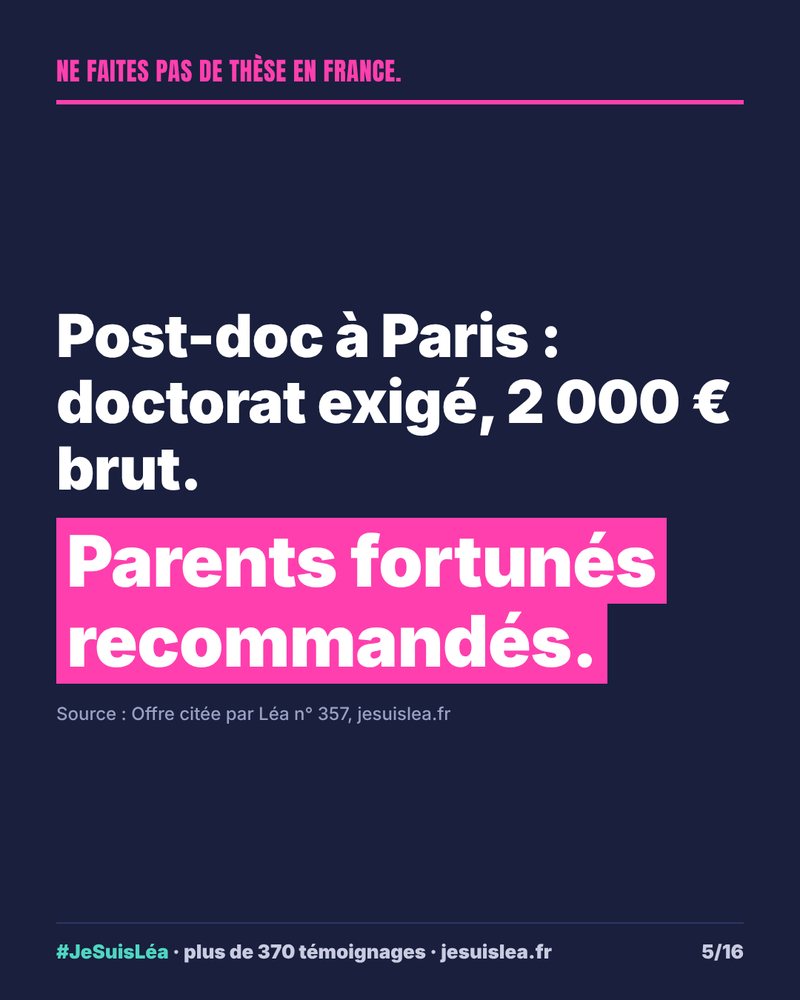 NE FAITES PAS DE THÈSE EN FRANCE.
Post-doc à Paris :
doctorat exigé, 2 000 €
brut.
Parents fortunés
recommandés.
Source : Offre citée par Léa n° 357, jesuislea.fr
#JeSuisLéa · plus de 370 témoignages · jesuislea.fr 5/16